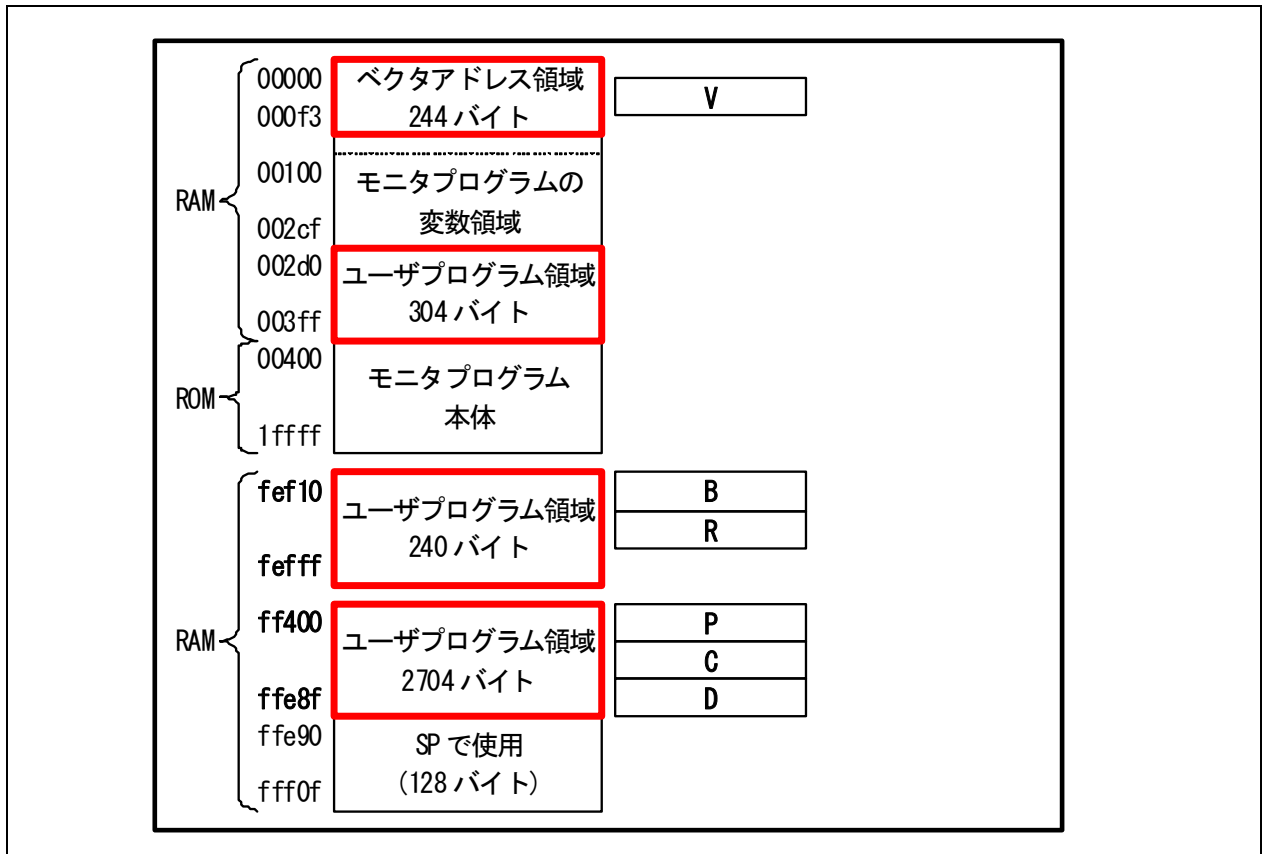 00000
ベクタアドレス領域
V
000f3
244 バイト
RAM
00100
モニタプログラムの
002cf
変数領域
002d0
ユーザプログラム領域
003ff
304 バイト
ROM
00400
モニタプログラム
1ffff
本体
RAM
fef10
ユーザプログラム領域
B
R
fefff
240 バイト
ff400
ユーザプログラム領域
P
C
ffe8f
2704 バイト
D
ffe90
SP で使用
fff0f
(128 バイト)